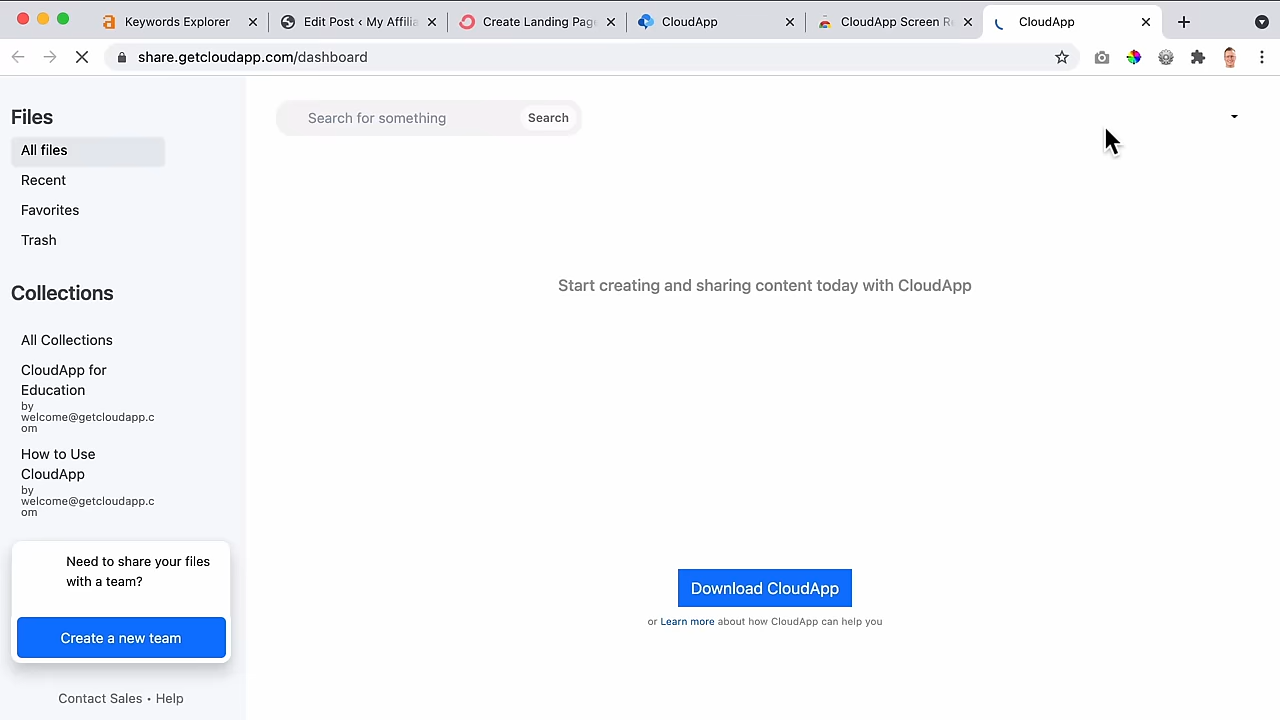 Keywords Explorer
Edit Post ‹ My Affilia
Create Landing Page
CloudApp
CloudApp Screen Re
CloudApp
share.getcloudapp.com/dashboard
Files
All files
Recent
Favorites
Trash
Collections
All Collections
CloudApp for
Education
by
welcome@getcloudapp.c
om
How to Use
CloudApp
by
welcome@getcloudapp.c
om
Need to share your files
with a team?
Create a new team
Contact Sales • Help
Search for something
Search
Start creating and sharing content today with CloudApp
Download CloudApp
or Learn more about how CloudApp can help you